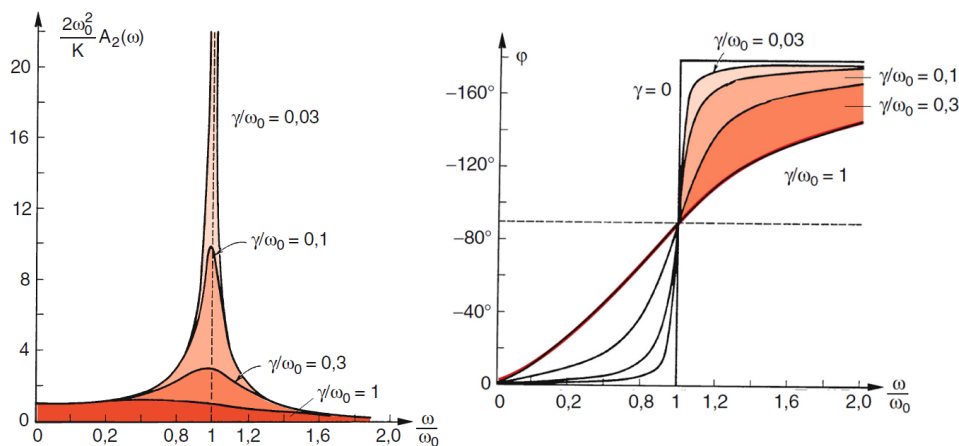 2ω₀²/K A₂(ω)
20
16
12
8
4
0
γ/ω₀ = 0,03
γ/ω₀ = 0,1
γ/ω₀ = 0,3
γ/ω₀ = 1
0 0,2 0,8 1 1,2 1,6 2,0 ω/ω₀
φ
−160°
−120°
−80°
−40°
0
γ/ω₀ = 0,03
γ = 0
γ/ω₀ = 0,1
γ/ω₀ = 0,3
γ/ω₀ = 1
0 0,2 0,8 1,2 1,6 2,0 ω/ω₀